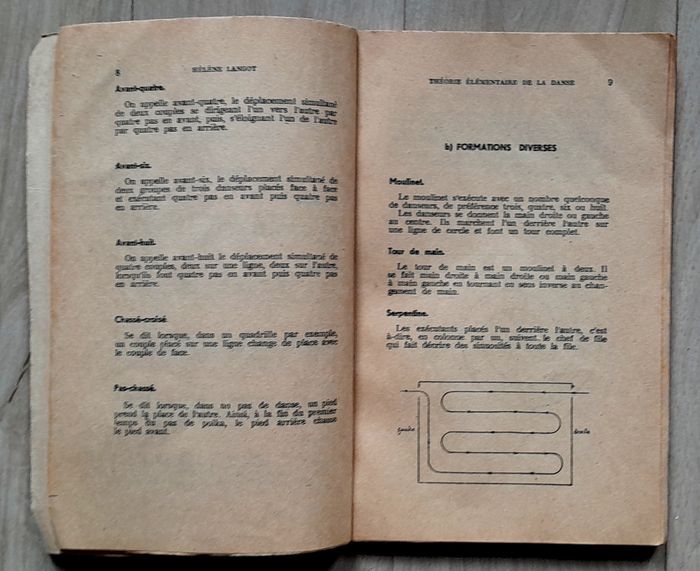 8 HÉLÈNE LANGOT
Avant-quatre.
On appelle avant-quatre, le déplacement simultané
de deux couples se dirigeant l'un vers l'autre par
quatre pas en avant, puis, s'éloignant l'un de l'autre
par quatre pas en arrière.
Avant-six.
On appelle avant-six, le déplacement simultané de
deux groupes de trois danseurs placés face à face
et exécutant quatre pas en avant puis quatre pas
en arrière.
Avant-huit.
On appelle avant-huit le déplacement simultané de
quatre couples, deux sur une ligne, deux sur l'autre,
lorsqu'ils font quatre pas en avant puis quatre pas
en arrière.
Chassé-croisé.
Se dit lorsque, dans un quadrille par exemple,
un couple placé sur une ligne change de place avec
le couple de face.
Pas-chassé.
Se dit lorsque, dans un pas de danse, un pied
prend la place de l'autre. Ainsi, à la fin du premier
temps du pas de polka, le pied arrière chasse
le pied avant.
THÉORIE ÉLÉMENTAIRE DE LA DANSE 9
b) FORMATIONS DIVERSES
Moulinet.
Le moulinet s'exécute avec un nombre quelconque
de danseurs, de préférence trois, quatre, six ou huit.
Les danseurs se donnent la main droite ou gauche
au centre. Ils marchent l'un derrière l'autre sur
une ligne de cercle et font un tour complet.
Tour de main.
Le tour de main est un moulinet à deux. Il
se fait main droite à main droite ou main gauche
à main gauche en tournant en sens inverse au chan-
gement de main.
Serpentine.
Les exécutants placés l'un derrière l'autre, c'est
à-dire, en colonne par un, suivent le chef de file
qui fait décrire des sinuosités à toute la file.
gauche
droite